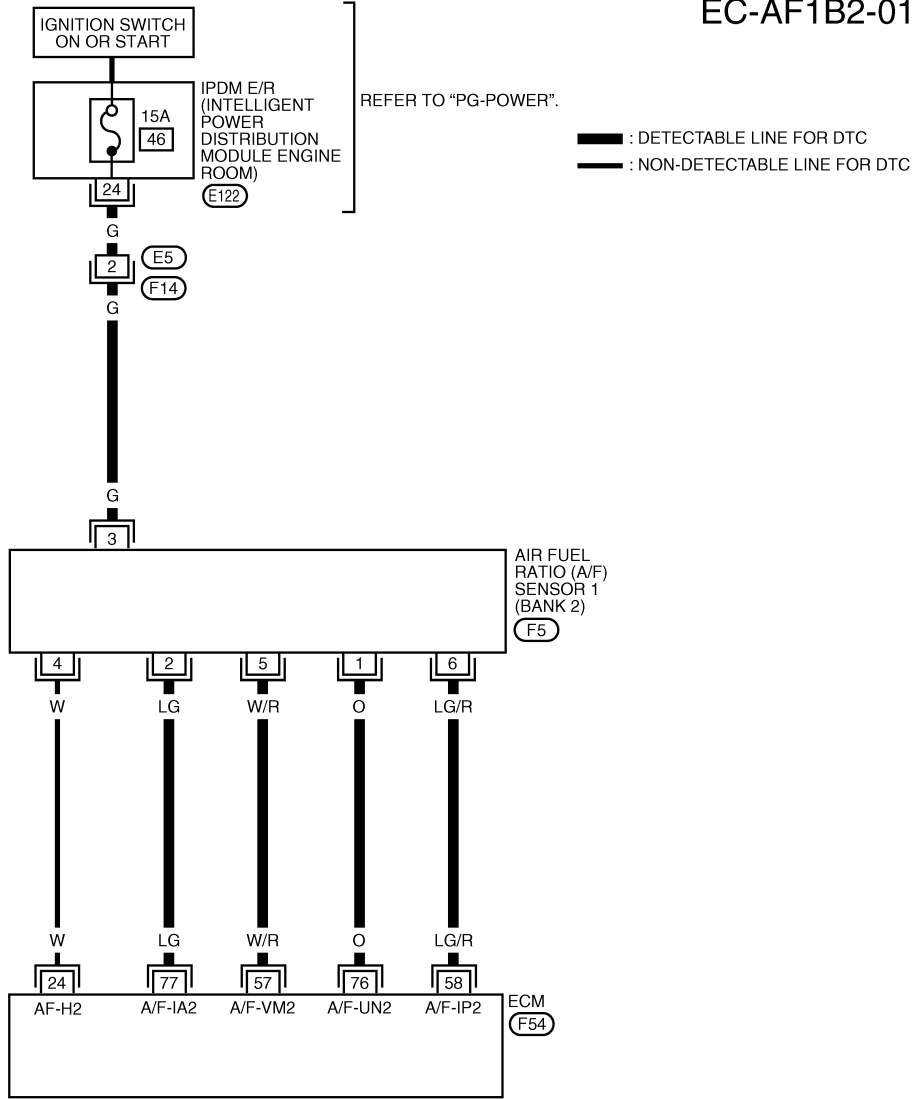 EC-AF1B2-01
IGNITION SWITCH
ON OR START
IPDM E/R
(INTELLIGENT
POWER
DISTRIBUTION
MODULE ENGINE
ROOM)
E122
15A
46
REFER TO “PG-POWER”.
: DETECTABLE LINE FOR DTC
: NON-DETECTABLE LINE FOR DTC
24
G
2
E5
F14
G
G
3
AIR FUEL
RATIO (A/F)
SENSOR 1
(BANK 2)
F5
4 2 5 1 6
W LG W/R O LG/R
W LG W/R O LG/R
24 77 57 76 58
AF-H2 A/F-IA2 A/F-VM2 A/F-UN2 A/F-IP2
ECM
F54